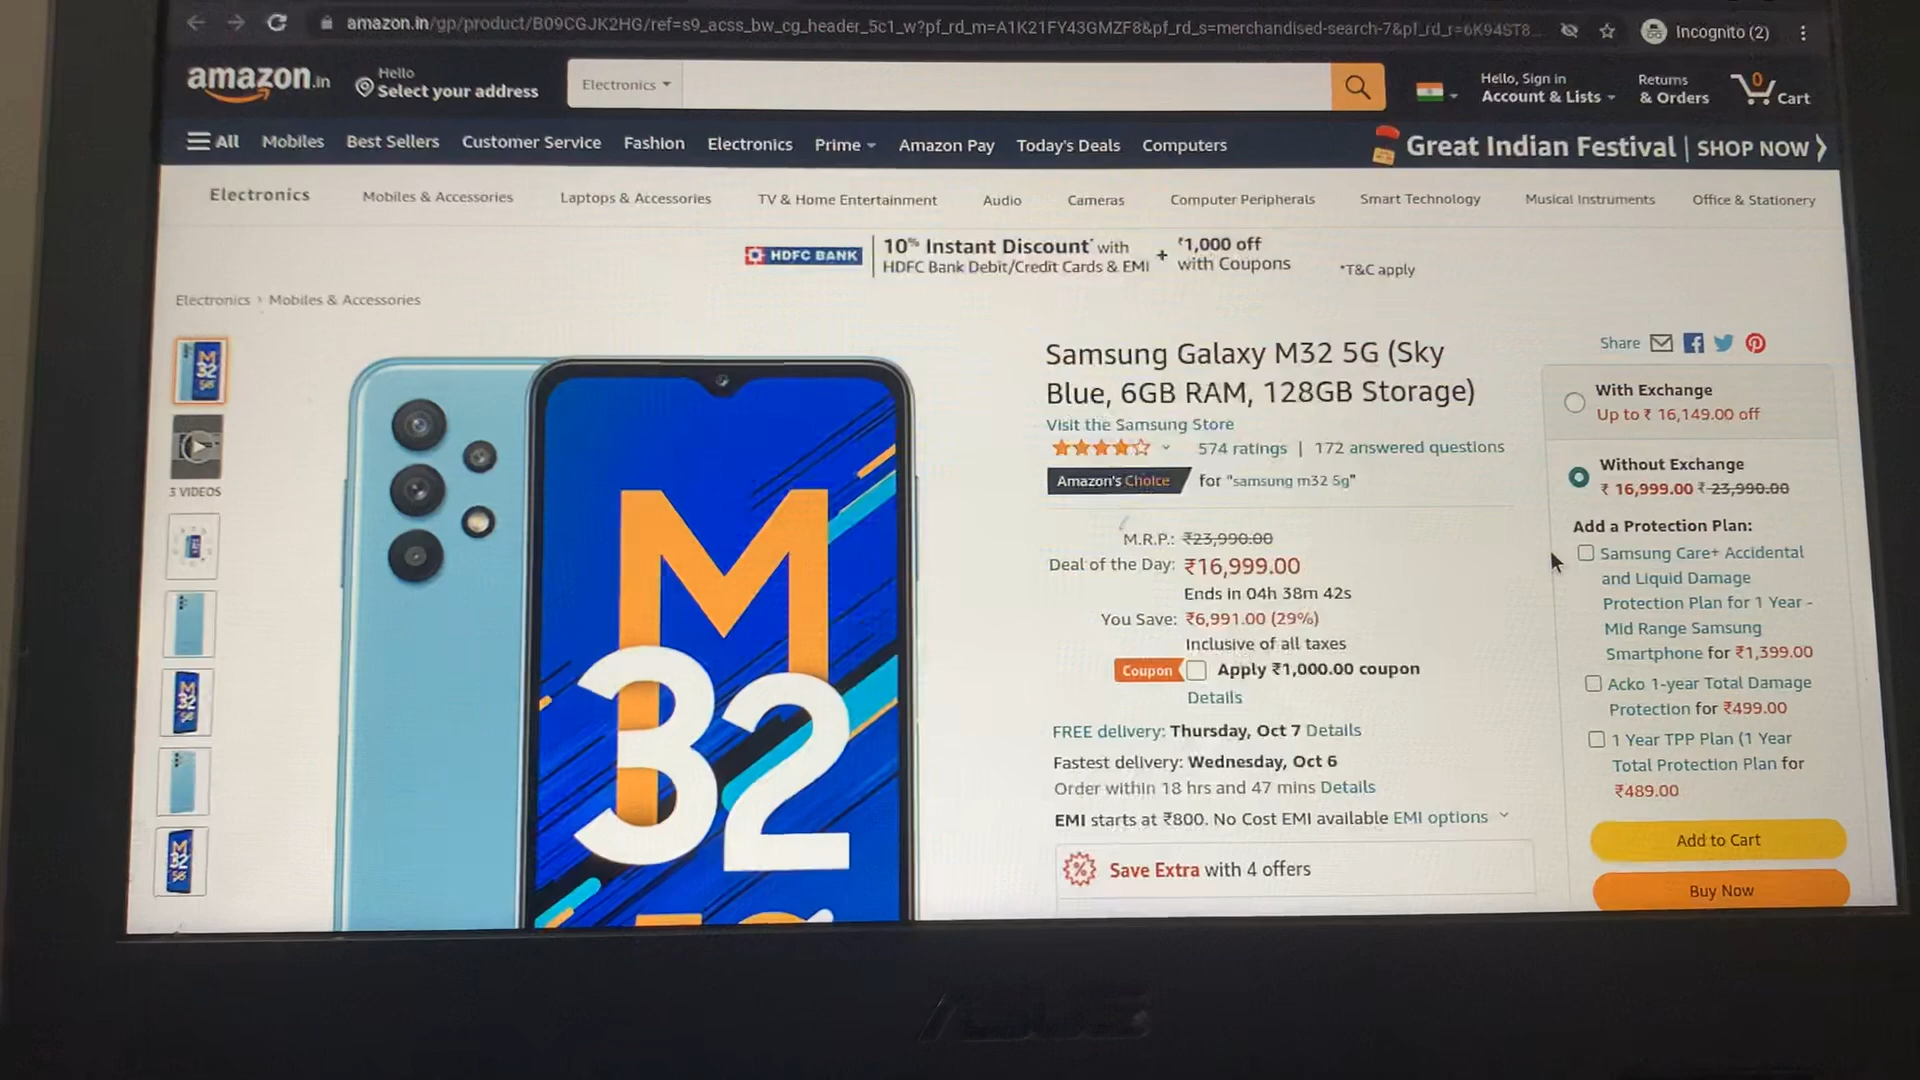 amazon.in/gp/product/B09CGJK2HG/ref=s9_acss_bw_cg_header_5c1_w?pf_rd_m=A1K21FY43GMZF8&pf_rd_s=merchandised-search-7&pf_rd_r=6K94ST8...
Incognito (2)
amazon.in
Hello
Select your address
Electronics
Hello, Sign in
Account & Lists
Returns
& Orders
0
Cart
All Mobiles Best Sellers Customer Service Fashion Electronics Prime Amazon Pay Today's Deals Computers
Great Indian Festival | SHOP NOW
Electronics Mobiles & Accessories Laptops & Accessories TV & Home Entertainment Audio Cameras Computer Peripherals Smart Technology Musical Instruments Office & Stationery
HDFC BANK
10% Instant Discount* with
HDFC Bank Debit/Credit Cards & EMI
+
₹1,000 off
with Coupons
*T&C apply
Electronics › Mobiles & Accessories
3 VIDEOS
M
32
Samsung Galaxy M32 5G (Sky
Blue, 6GB RAM, 128GB Storage)
Visit the Samsung Store
574 ratings | 172 answered questions
Amazon's Choice for "samsung m32 5g"
M.R.P.: ₹23,990.00
Deal of the Day: ₹16,999.00
Ends in 04h 38m 42s
You Save: ₹6,991.00 (29%)
Inclusive of all taxes
Coupon Apply ₹1,000.00 coupon
Details
FREE delivery: Thursday, Oct 7 Details
Fastest delivery: Wednesday, Oct 6
Order within 18 hrs and 47 mins Details
EMI starts at ₹800. No Cost EMI available EMI options
Save Extra with 4 offers
Share
With Exchange
Up to ₹ 16,149.00 off
Without Exchange
₹ 16,999.00 ₹ 23,990.00
Add a Protection Plan:
Samsung Care+ Accidental
and Liquid Damage
Protection Plan for 1 Year -
Mid Range Samsung
Smartphone for ₹1,399.00
Acko 1-year Total Damage
Protection for ₹499.00
1 Year TPP Plan (1 Year
Total Protection Plan for
₹489.00
Add to Cart
Buy Now
ASUS